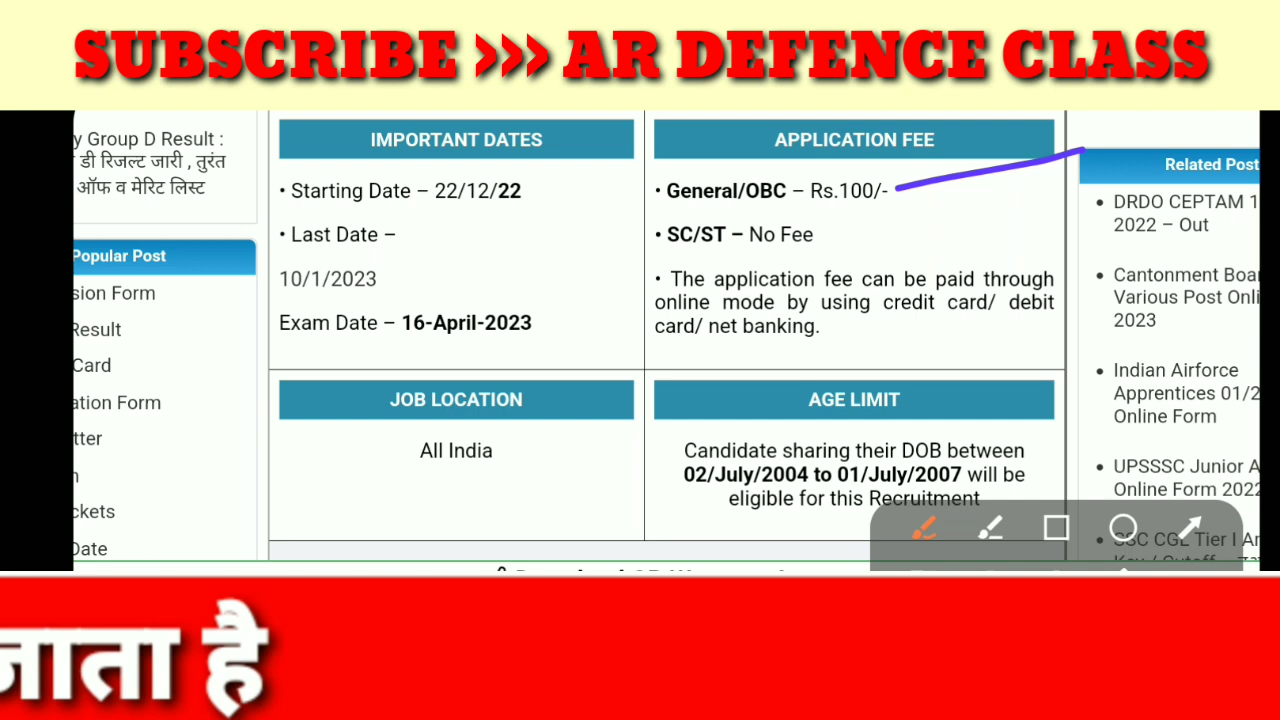 SUBSCRIBE >>> AR DEFENCE CLASS
y Group D Result :
डी रिजल्ट जारी , तुरंत
ऑफ व मेरिट लिस्ट
Popular Post
sion Form
Result
Card
ation Form
tter
n
ckets
Date
IMPORTANT DATES
• Starting Date – 22/12/22
• Last Date –
10/1/2023
Exam Date – 16-April-2023
APPLICATION FEE
• General/OBC – Rs.100/-
• SC/ST – No Fee
• The application fee can be paid through
online mode by using credit card/ debit
card/ net banking.
JOB LOCATION
All India
AGE LIMIT
Candidate sharing their DOB between
02/July/2004 to 01/July/2007 will be
eligible for this Recruitment
Related Post
• DRDO CEPTAM 1
2022 – Out
• Cantonment Boar
Various Post Onli
2023
• Indian Airforce
Apprentices 01/2
Online Form
• UPSSSC Junior A
Online Form 2022
• SSC CGL Tier I An
जाता है